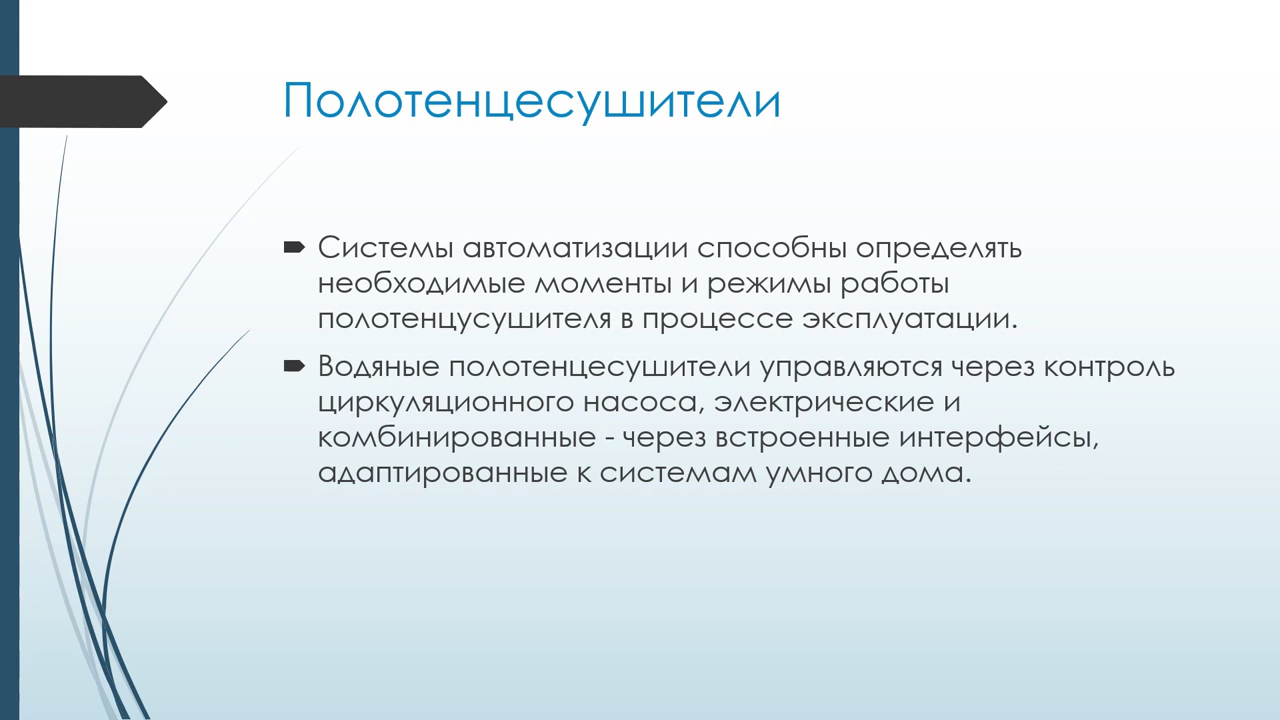 Полотенцесушители
Системы автоматизации способны определять
необходимые моменты и режимы работы
полотенцусушителя в процессе эксплуатации.
Водяные полотенцесушители управляются через контроль
циркуляционного насоса, электрические и
комбинированные - через встроенные интерфейсы,
адаптированные к системам умного дома.